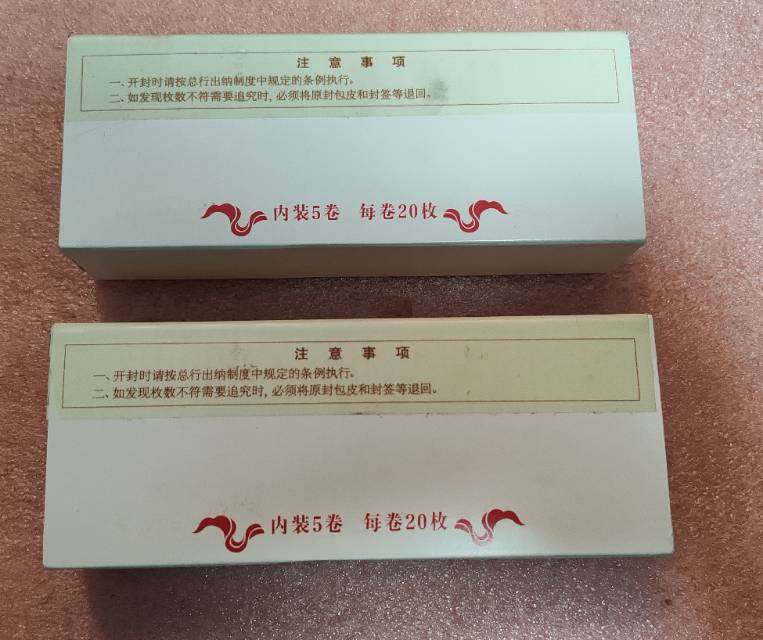 注意事项
一、开封时请按总行出纳制度中规定的条例执行。
二、如发现枚数不符需要追究时,必须将原封包皮和封签等退回。
内装5卷 每卷20枚
注意事项
一、开封时请按总行出纳制度中规定的条例执行。
二、如发现枚数不符需要追究时,必须将原封包皮和封签等退回。
内装5卷 每卷20枚